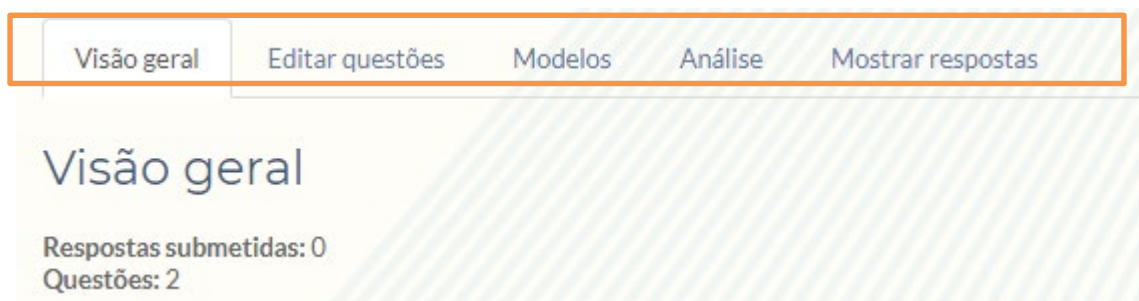 Visão geral Editar questões Modelos Análise Mostrar respostas
Visão geral
Respostas submetidas: 0
Questões: 2